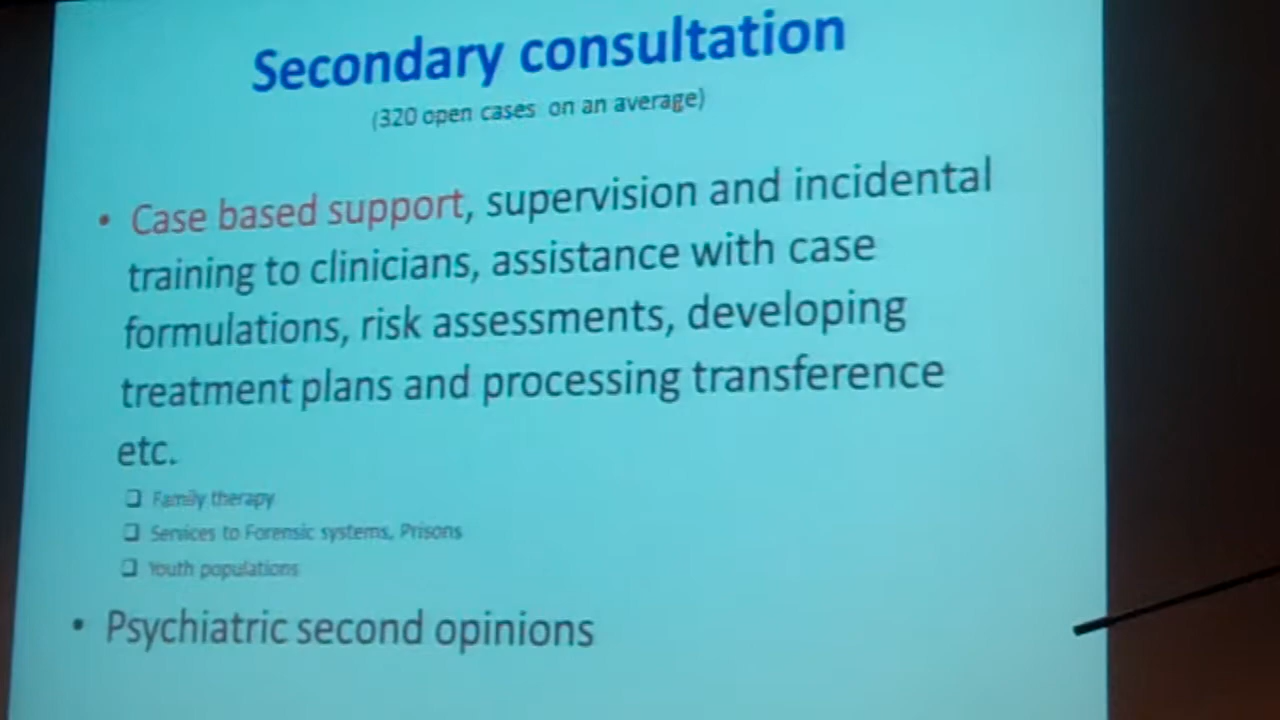 Secondary consultation
(320 open cases on an average)
• Case based support, supervision and incidental
training to clinicians, assistance with case
formulations, risk assessments, developing
treatment plans and processing transference
etc.
❑ Family therapy
❑ Services to Forensic systems, Prisons
❑ Youth populations
• Psychiatric second opinions